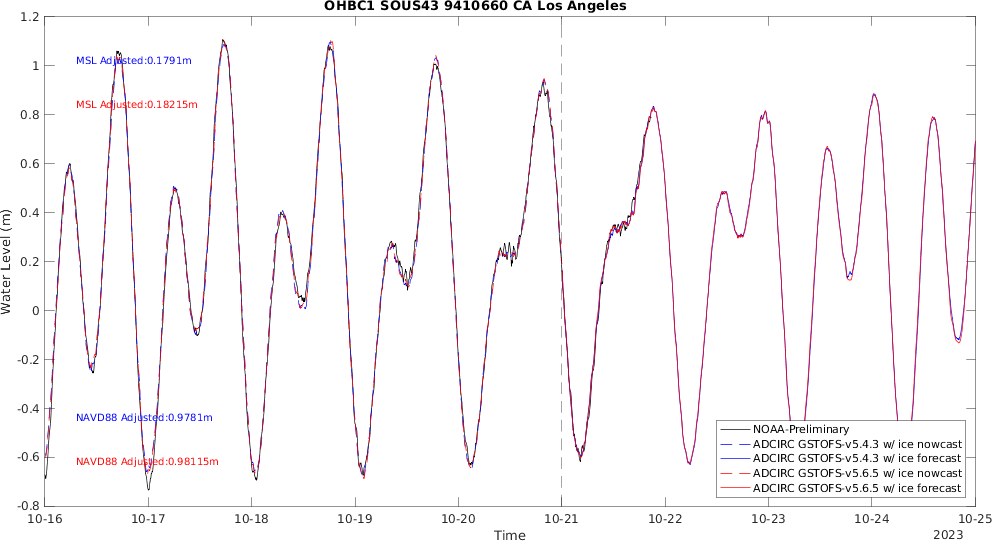 OHBC1 SOUS43 9410660 CA Los Angeles
1.2
1
0.8
0.6
0.4
0.2
0
-0.2
-0.4
-0.6
-0.8
Water Level (m)
MSL Adjusted:0.1791m
MSL Adjusted:0.18215m
NAVD88 Adjusted:0.9781m
NAVD88 Adjusted:0.98115m
NOAA-Preliminary
ADCIRC GSTOFS-v5.4.3 w/ ice nowcast
ADCIRC GSTOFS-v5.4.3 w/ ice forecast
ADCIRC GSTOFS-v5.6.5 w/ ice nowcast
ADCIRC GSTOFS-v5.6.5 w/ ice forecast
10-16 10-17 10-18 10-19 10-20 10-21 10-22 10-23 10-24 10-25
Time
2023